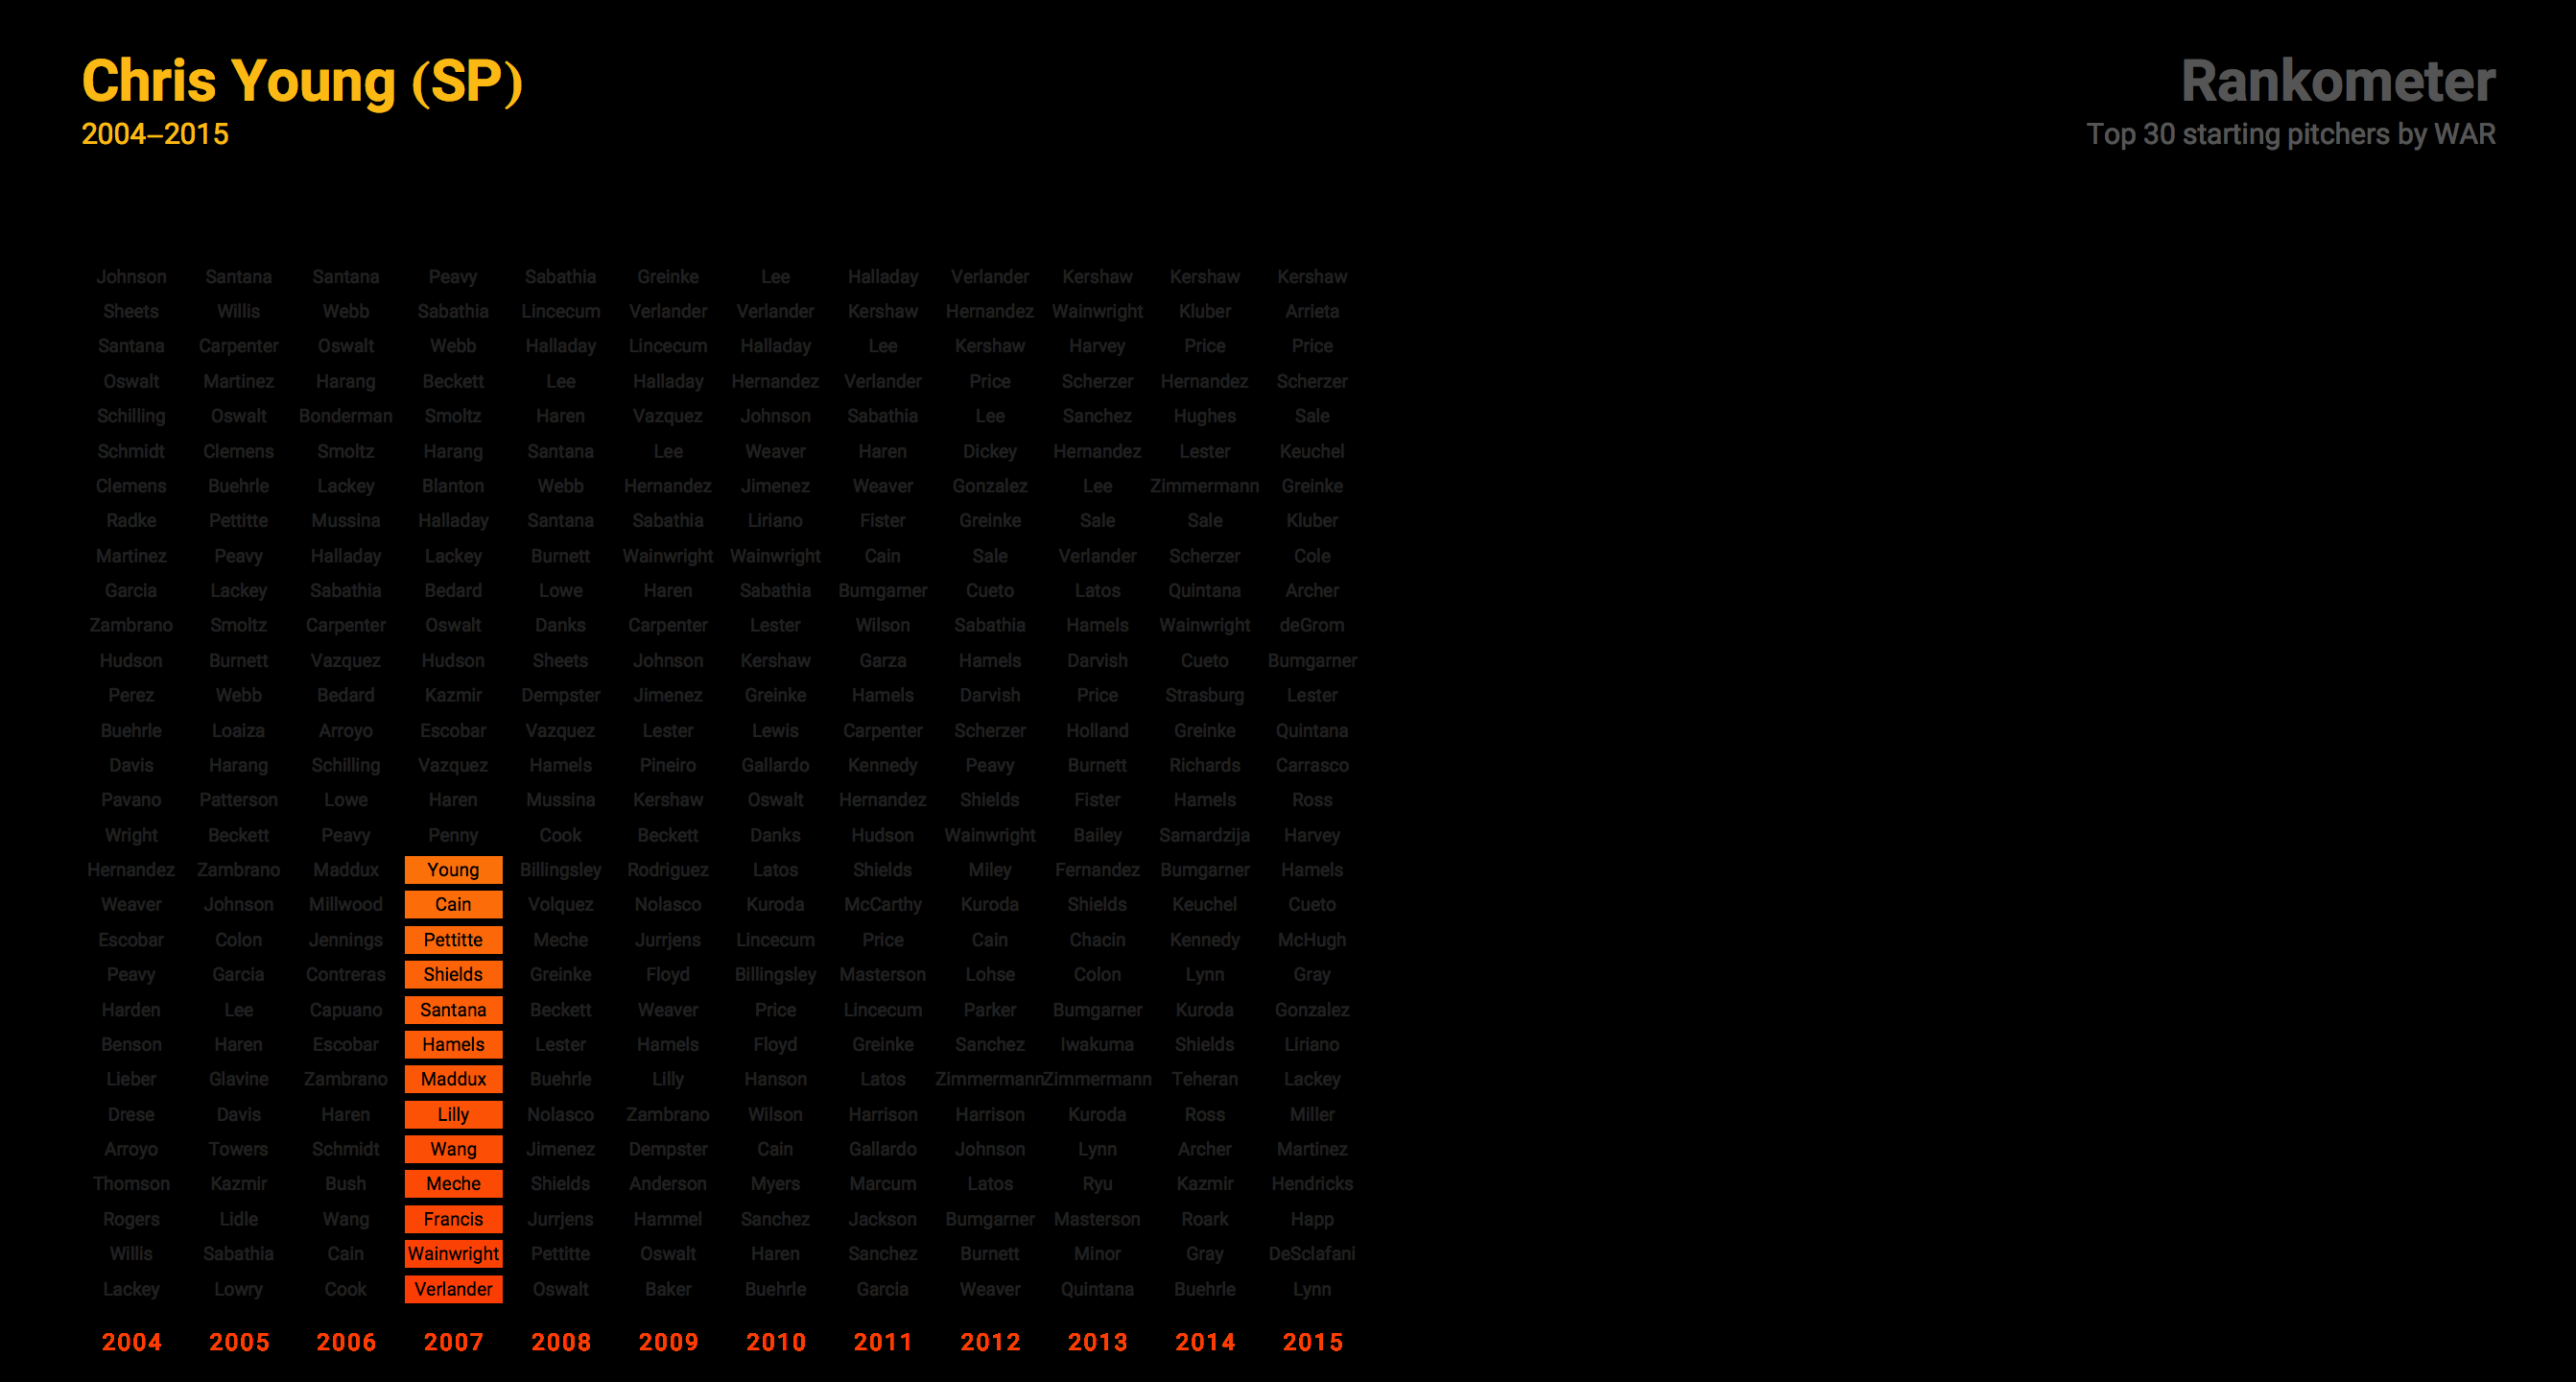 Chris Young (SP)
2004–2015
Rankometer
Top 30 starting pitchers by WAR
Johnson Santana Santana Peavy Sabathia Greinke Lee Halladay Verlander Kershaw Kershaw Kershaw
Sheets Willis Webb Sabathia Lincecum Verlander Verlander Kershaw Hernandez Wainwright Kluber Arrieta
Santana Carpenter Oswalt Webb Halladay Lincecum Halladay Lee Kershaw Harvey Price Price
Oswalt Martinez Harang Beckett Lee Halladay Hernandez Verlander Price Scherzer Hernandez Scherzer
Schilling Oswalt Bonderman Smoltz Haren Vazquez Johnson Sabathia Lee Sanchez Hughes Sale
Schmidt Clemens Smoltz Harang Santana Lee Weaver Haren Dickey Hernandez Lester Keuchel
Clemens Buehrle Lackey Blanton Webb Hernandez Jimenez Weaver Gonzalez Lee Zimmermann Greinke
Radke Pettitte Mussina Halladay Santana Sabathia Liriano Fister Greinke Sale Sale Kluber
Martinez Peavy Halladay Lackey Burnett Wainwright Wainwright Cain Sale Verlander Scherzer Cole
Garcia Lackey Sabathia Bedard Lowe Haren Sabathia Bumgarner Cueto Latos Quintana Archer
Zambrano Smoltz Carpenter Oswalt Danks Carpenter Lester Wilson Sabathia Hamels Wainwright deGrom
Hudson Burnett Vazquez Hudson Sheets Johnson Kershaw Garza Hamels Darvish Cueto Bumgarner
Perez Webb Bedard Kazmir Dempster Jimenez Greinke Hamels Darvish Price Strasburg Lester
Buehrle Loaiza Arroyo Escobar Vazquez Lester Lewis Carpenter Scherzer Holland Greinke Quintana
Davis Harang Schilling Vazquez Hamels Pineiro Gallardo Kennedy Peavy Burnett Richards Carrasco
Pavano Patterson Lowe Haren Mussina Kershaw Oswalt Hernandez Shields Fister Hamels Ross
Wright Beckett Peavy Penny Cook Beckett Danks Hudson Wainwright Bailey Samardzija Harvey
Hernandez Zambrano Maddux Young Billingsley Rodriguez Latos Shields Miley Fernandez Bumgarner Hamels
Weaver Johnson Millwood Cain Volquez Nolasco Kuroda McCarthy Kuroda Shields Keuchel Cueto
Escobar Colon Jennings Pettitte Meche Jurrjens Lincecum Price Cain Chacin Kennedy McHugh
Peavy Garcia Contreras Shields Greinke Floyd Billingsley Masterson Lohse Colon Lynn Gray
Harden Lee Capuano Santana Beckett Weaver Price Lincecum Parker Bumgarner Kuroda Gonzalez
Benson Haren Escobar Hamels Lester Hamels Floyd Greinke Sanchez Iwakuma Shields Liriano
Lieber Glavine Zambrano Maddux Buehrle Lilly Hanson Latos Zimmermann Zimmermann Teheran Lackey
Drese Davis Haren Lilly Nolasco Zambrano Wilson Harrison Harrison Kuroda Ross Miller
Arroyo Towers Schmidt Wang Jimenez Dempster Cain Gallardo Johnson Lynn Archer Martinez
Thomson Kazmir Bush Meche Shields Anderson Myers Marcum Latos Ryu Kazmir Hendricks
Rogers Lidle Wang Francis Jurrjens Hammel Sanchez Jackson Bumgarner Masterson Roark Happ
Willis Sabathia Cain Wainwright Pettitte Oswalt Haren Sanchez Burnett Minor Gray DeSclafani
Lackey Lowry Cook Verlander Oswalt Baker Buehrle Garcia Weaver Quintana Buehrle Lynn
2004 2005 2006 2007 2008 2009 2010 2011 2012 2013 2014 2015